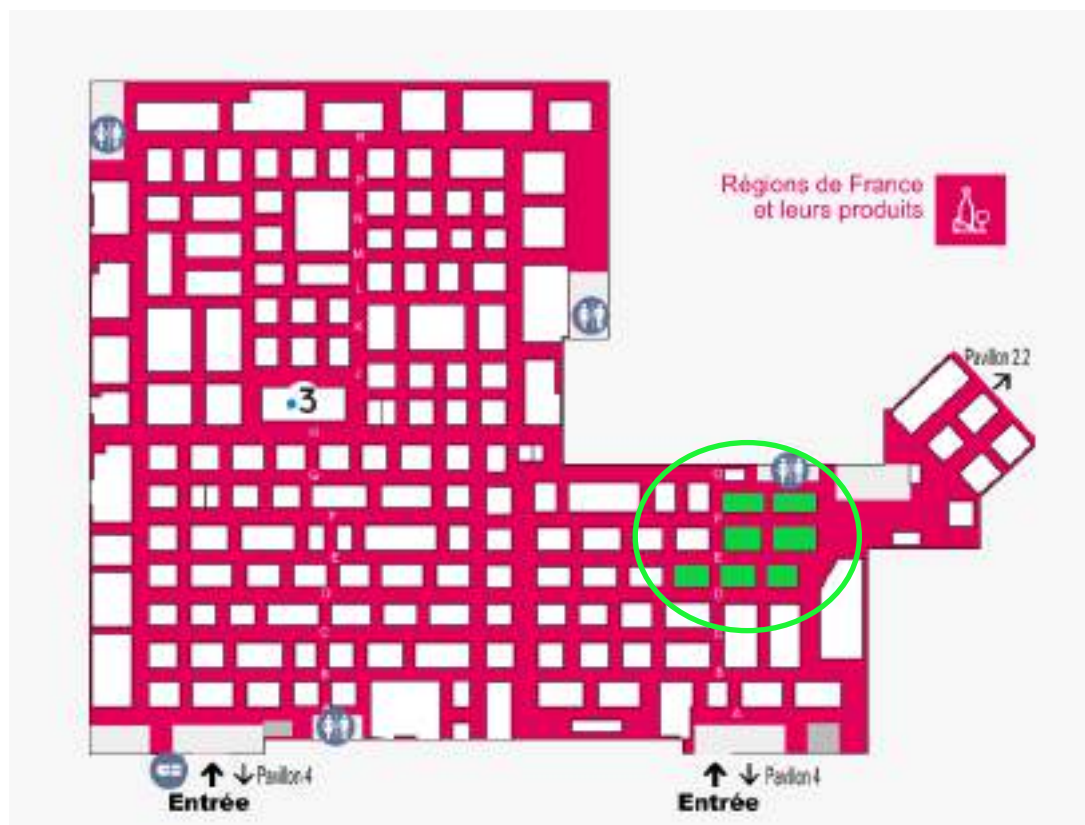 Régions de France
et leurs produits
Pavillon 2.2
R
P
N
M
L
K
J
3
H
G
F
E
D
C
B
G
F
E
D
B
A
Pavillon 4
Entrée
Pavillon 4
Entrée